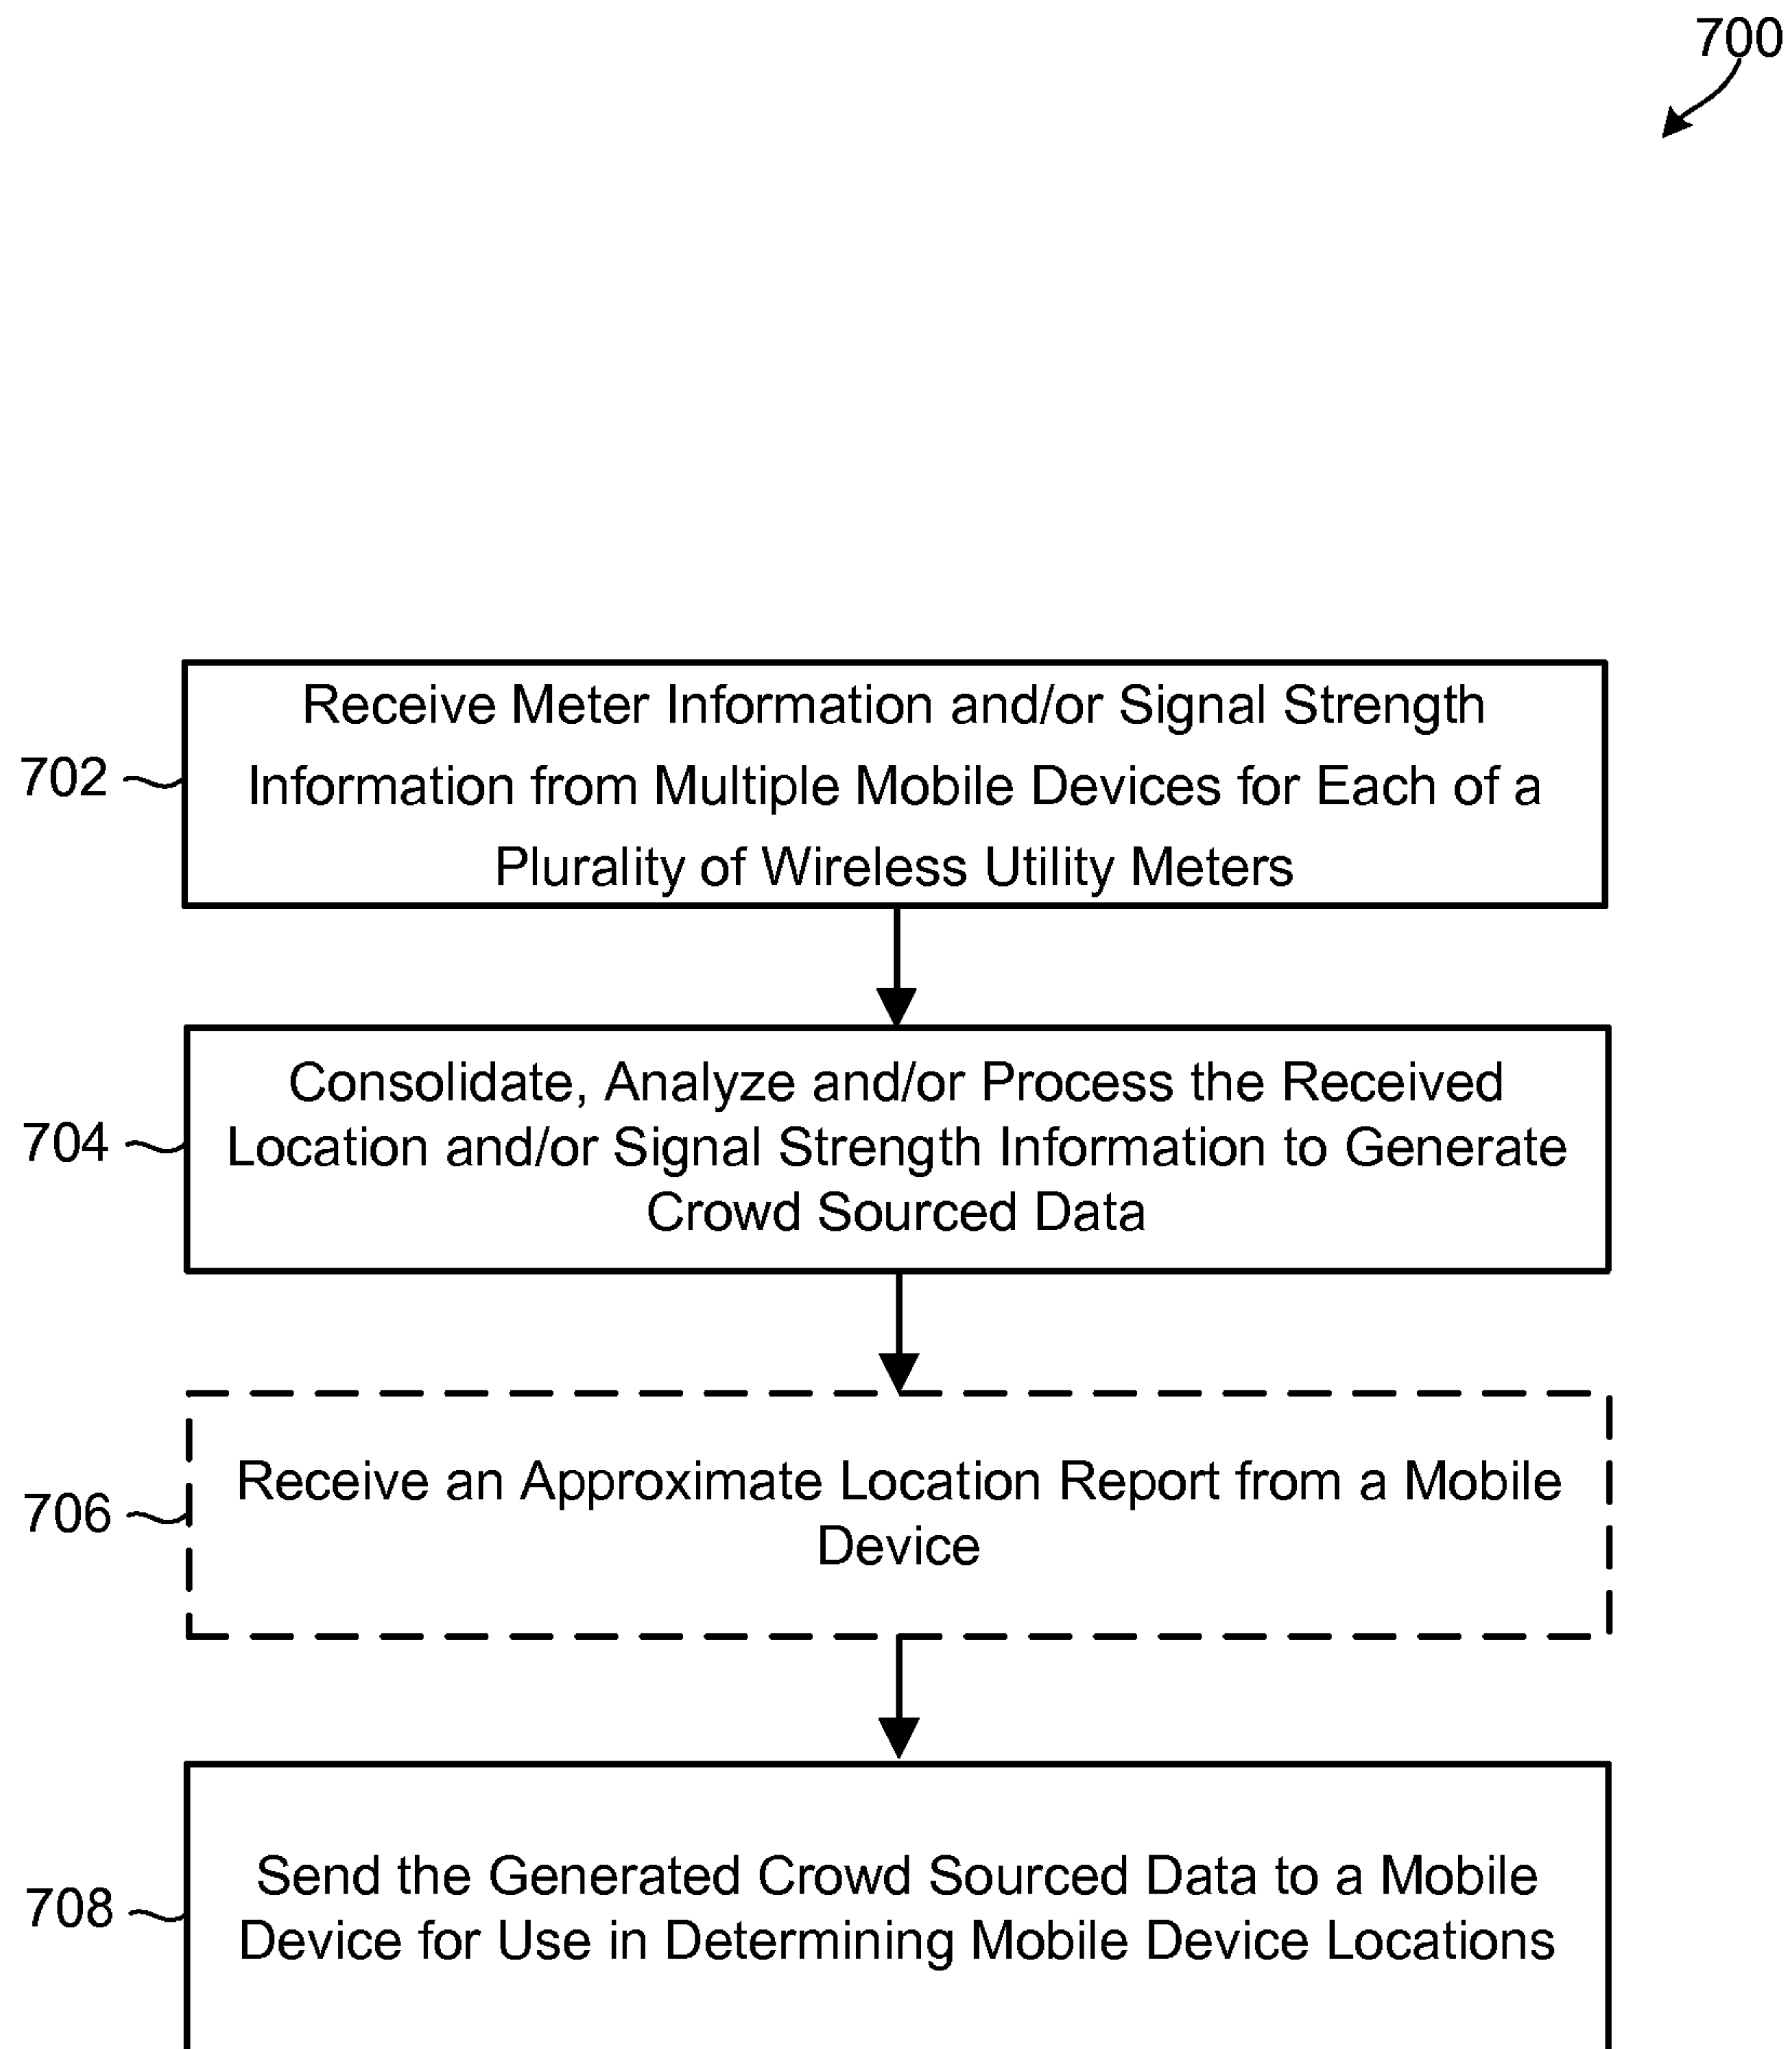 700
Receive Meter Information and/or Signal Strength
702
Information from Multiple Mobile Devices for Each of a
Plurality of Wireless Utility Meters
Consolidate, Analyze and/or Process the Received
704
Location and/or Signal Strength Information to Generate
Crowd Sourced Data
Receive an Approximate Location Report from a Mobile
706
Device
Send the Generated Crowd Sourced Data to a Mobile
708
Device for Use in Determining Mobile Device Locations